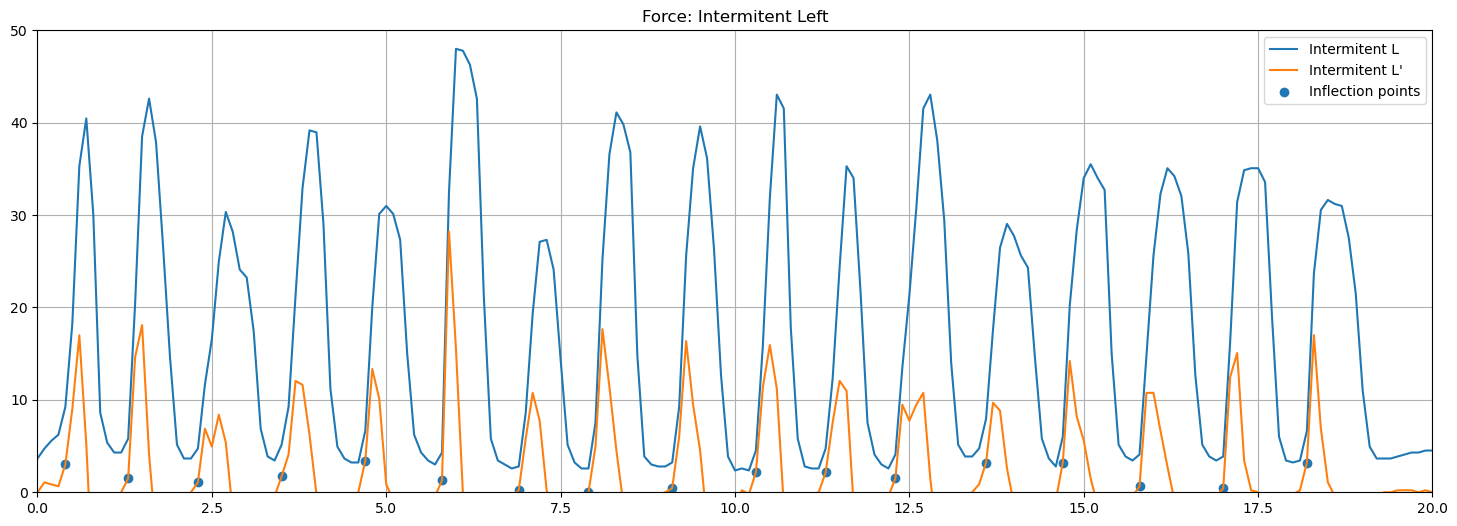 Force: Intermitent Left
50
40
30
20
10
0
0.0 2.5 5.0 7.5 10.0 12.5 15.0 17.5 20.0
Intermitent L
Intermitent L'
Inflection points